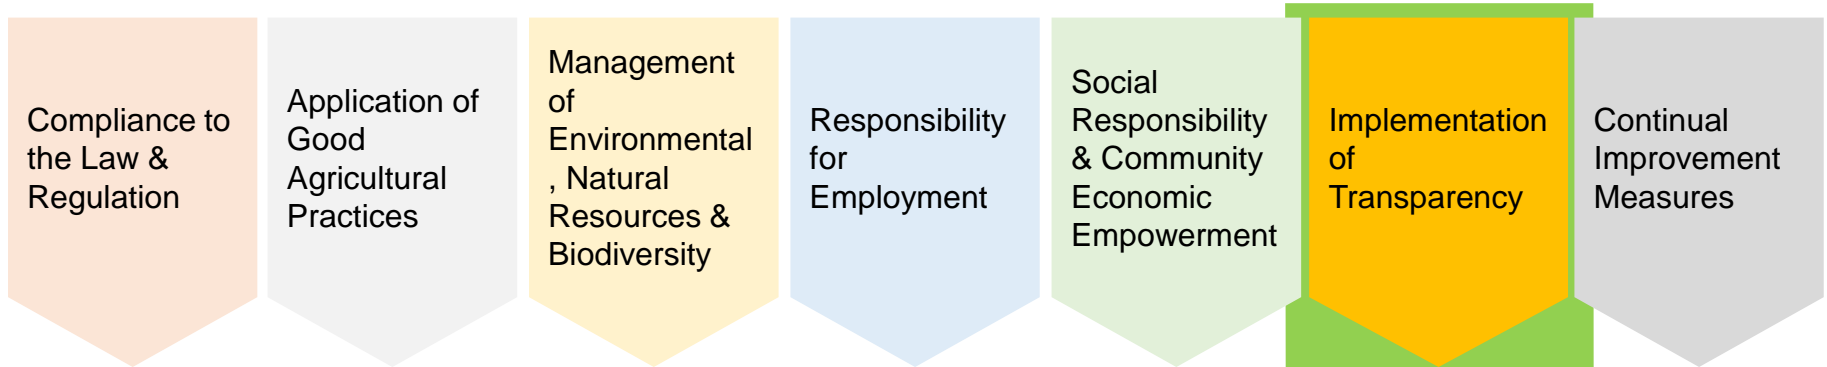 Compliance to
the Law &
Regulation
Application of
Good
Agricultural
Practices
Management
of
Environmental
, Natural
Resources &
Biodiversity
Responsibility
for
Employment
Social
Responsibility
& Community
Economic
Empowerment
Implementation
of
Transparency
Continual
Improvement
Measures